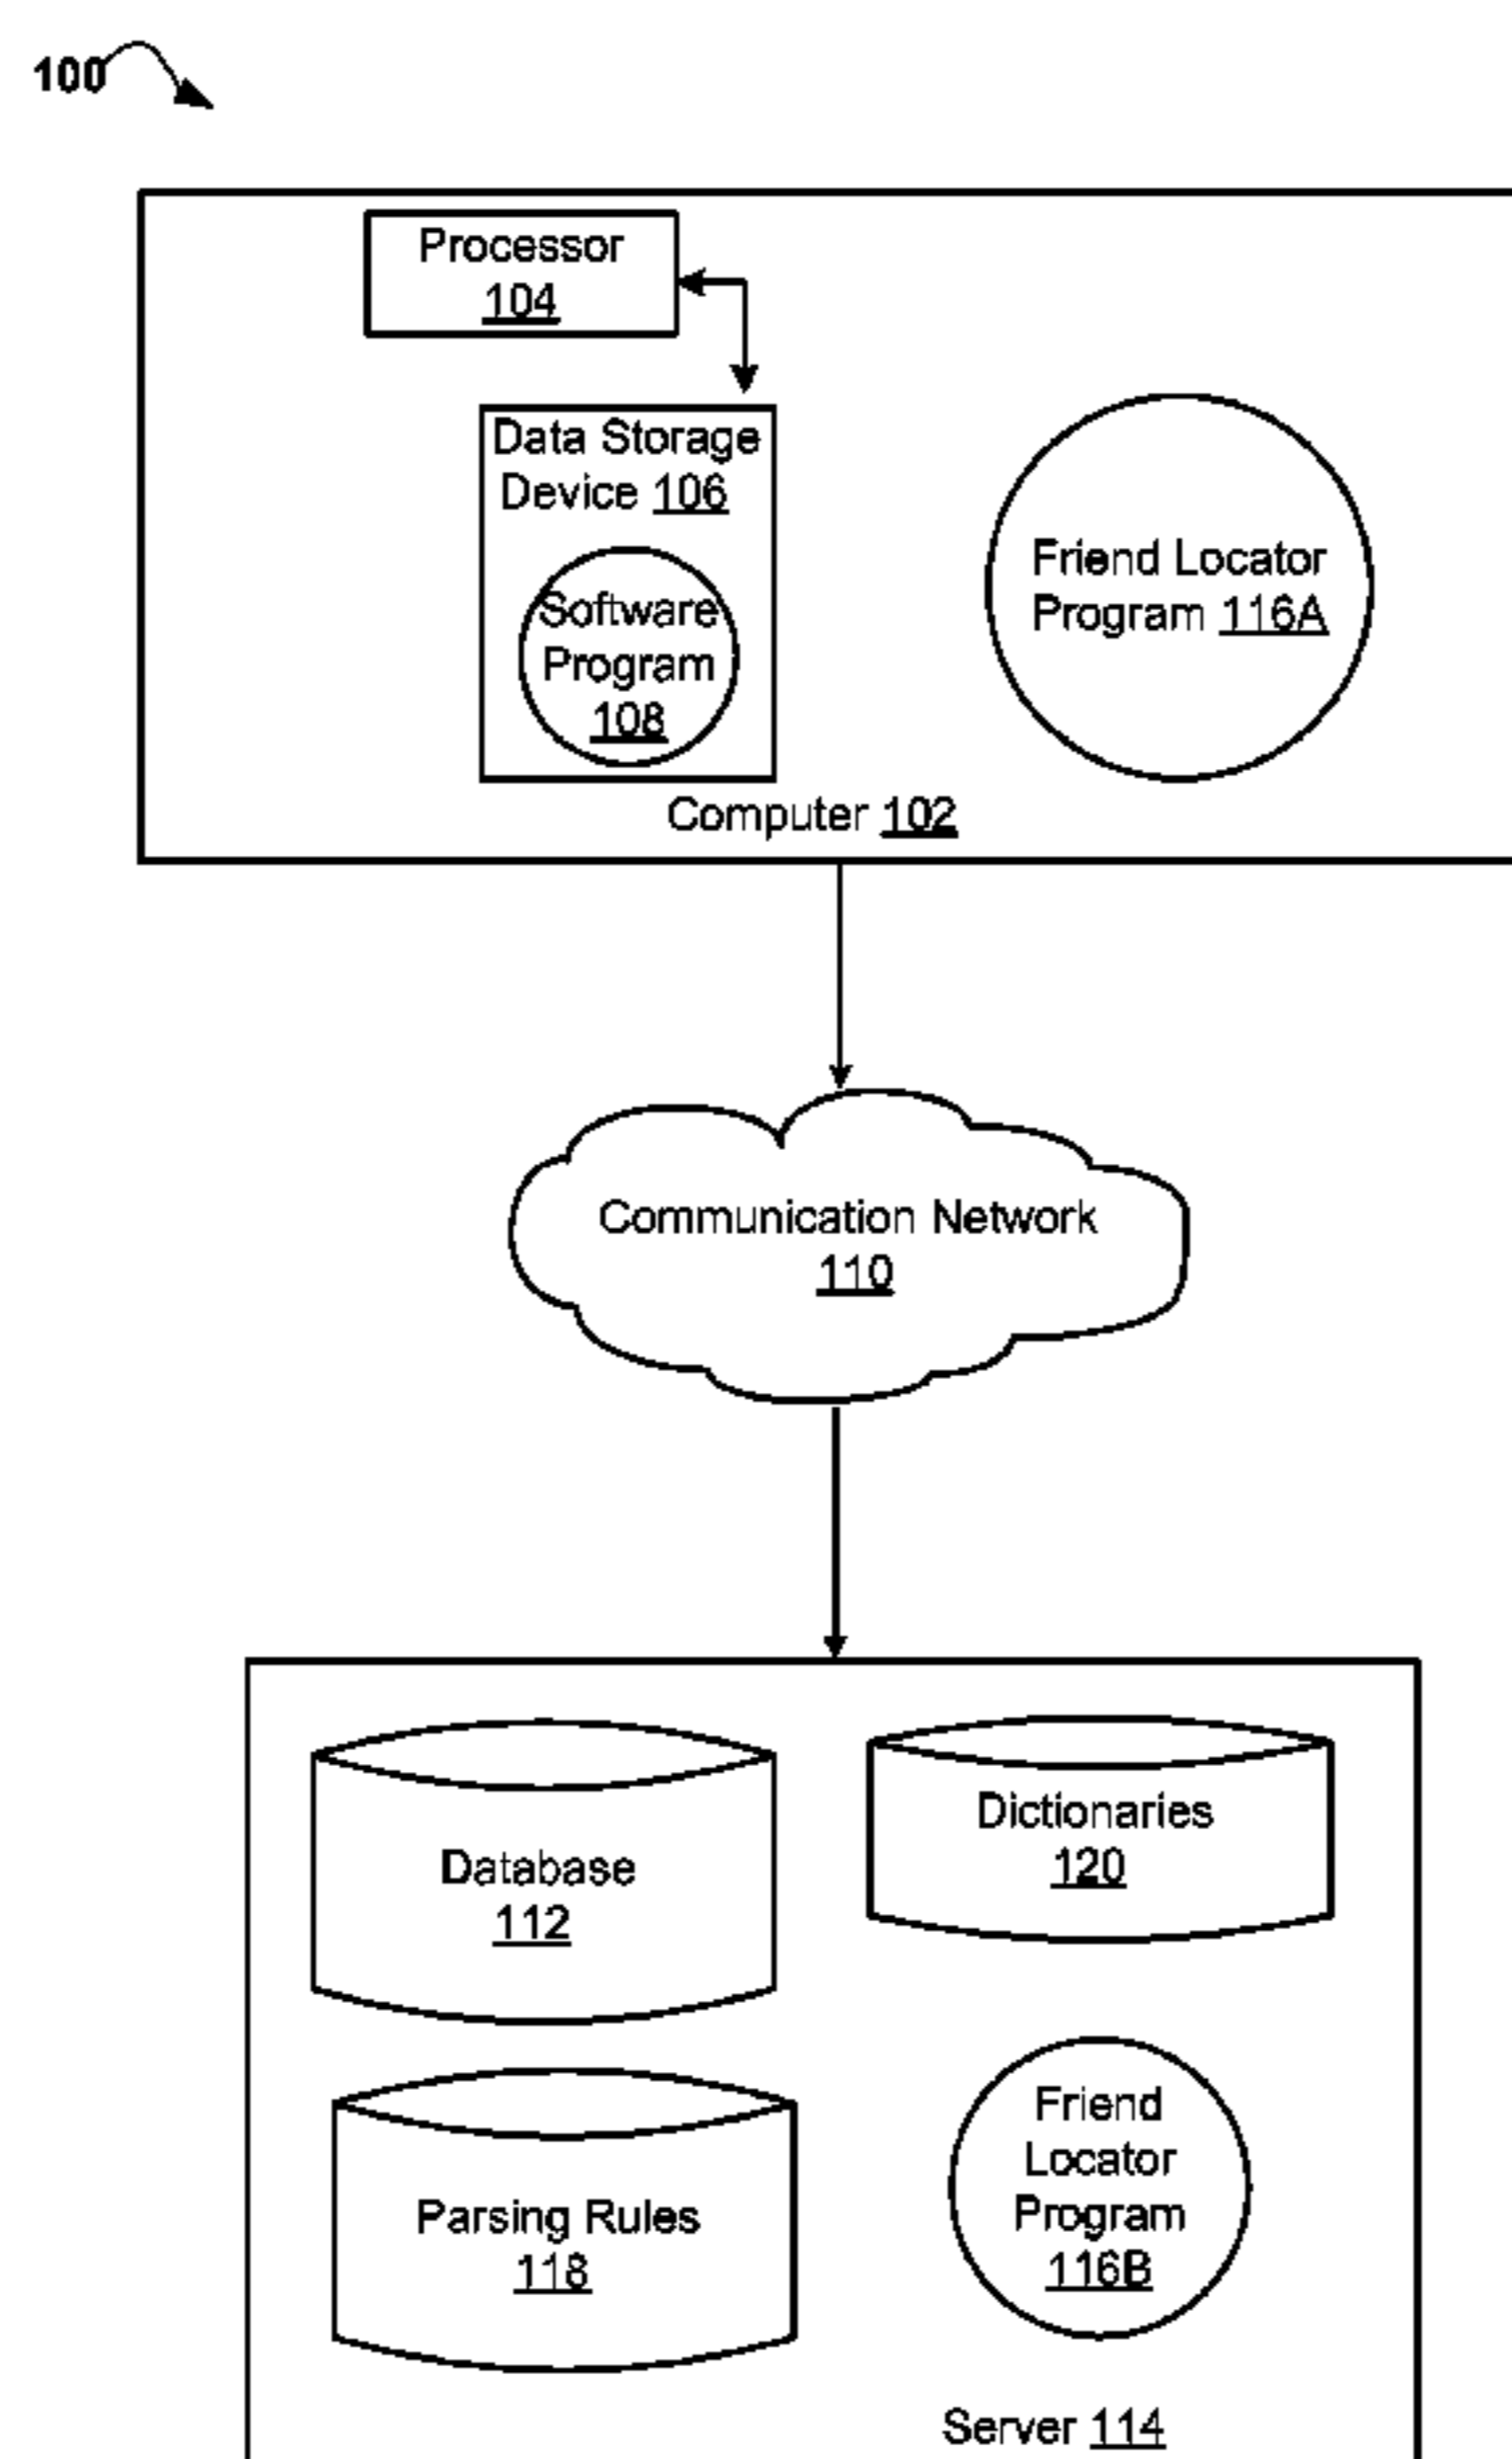 100
Processor
104
Data Storage
Device 106
Software
Program
108
Friend Locator
Program 116A
Computer 102
Communication Network
110
Database
112
Dictionaries
120
Parsing Rules
118
Friend
Locator
Program
116B
Server 114